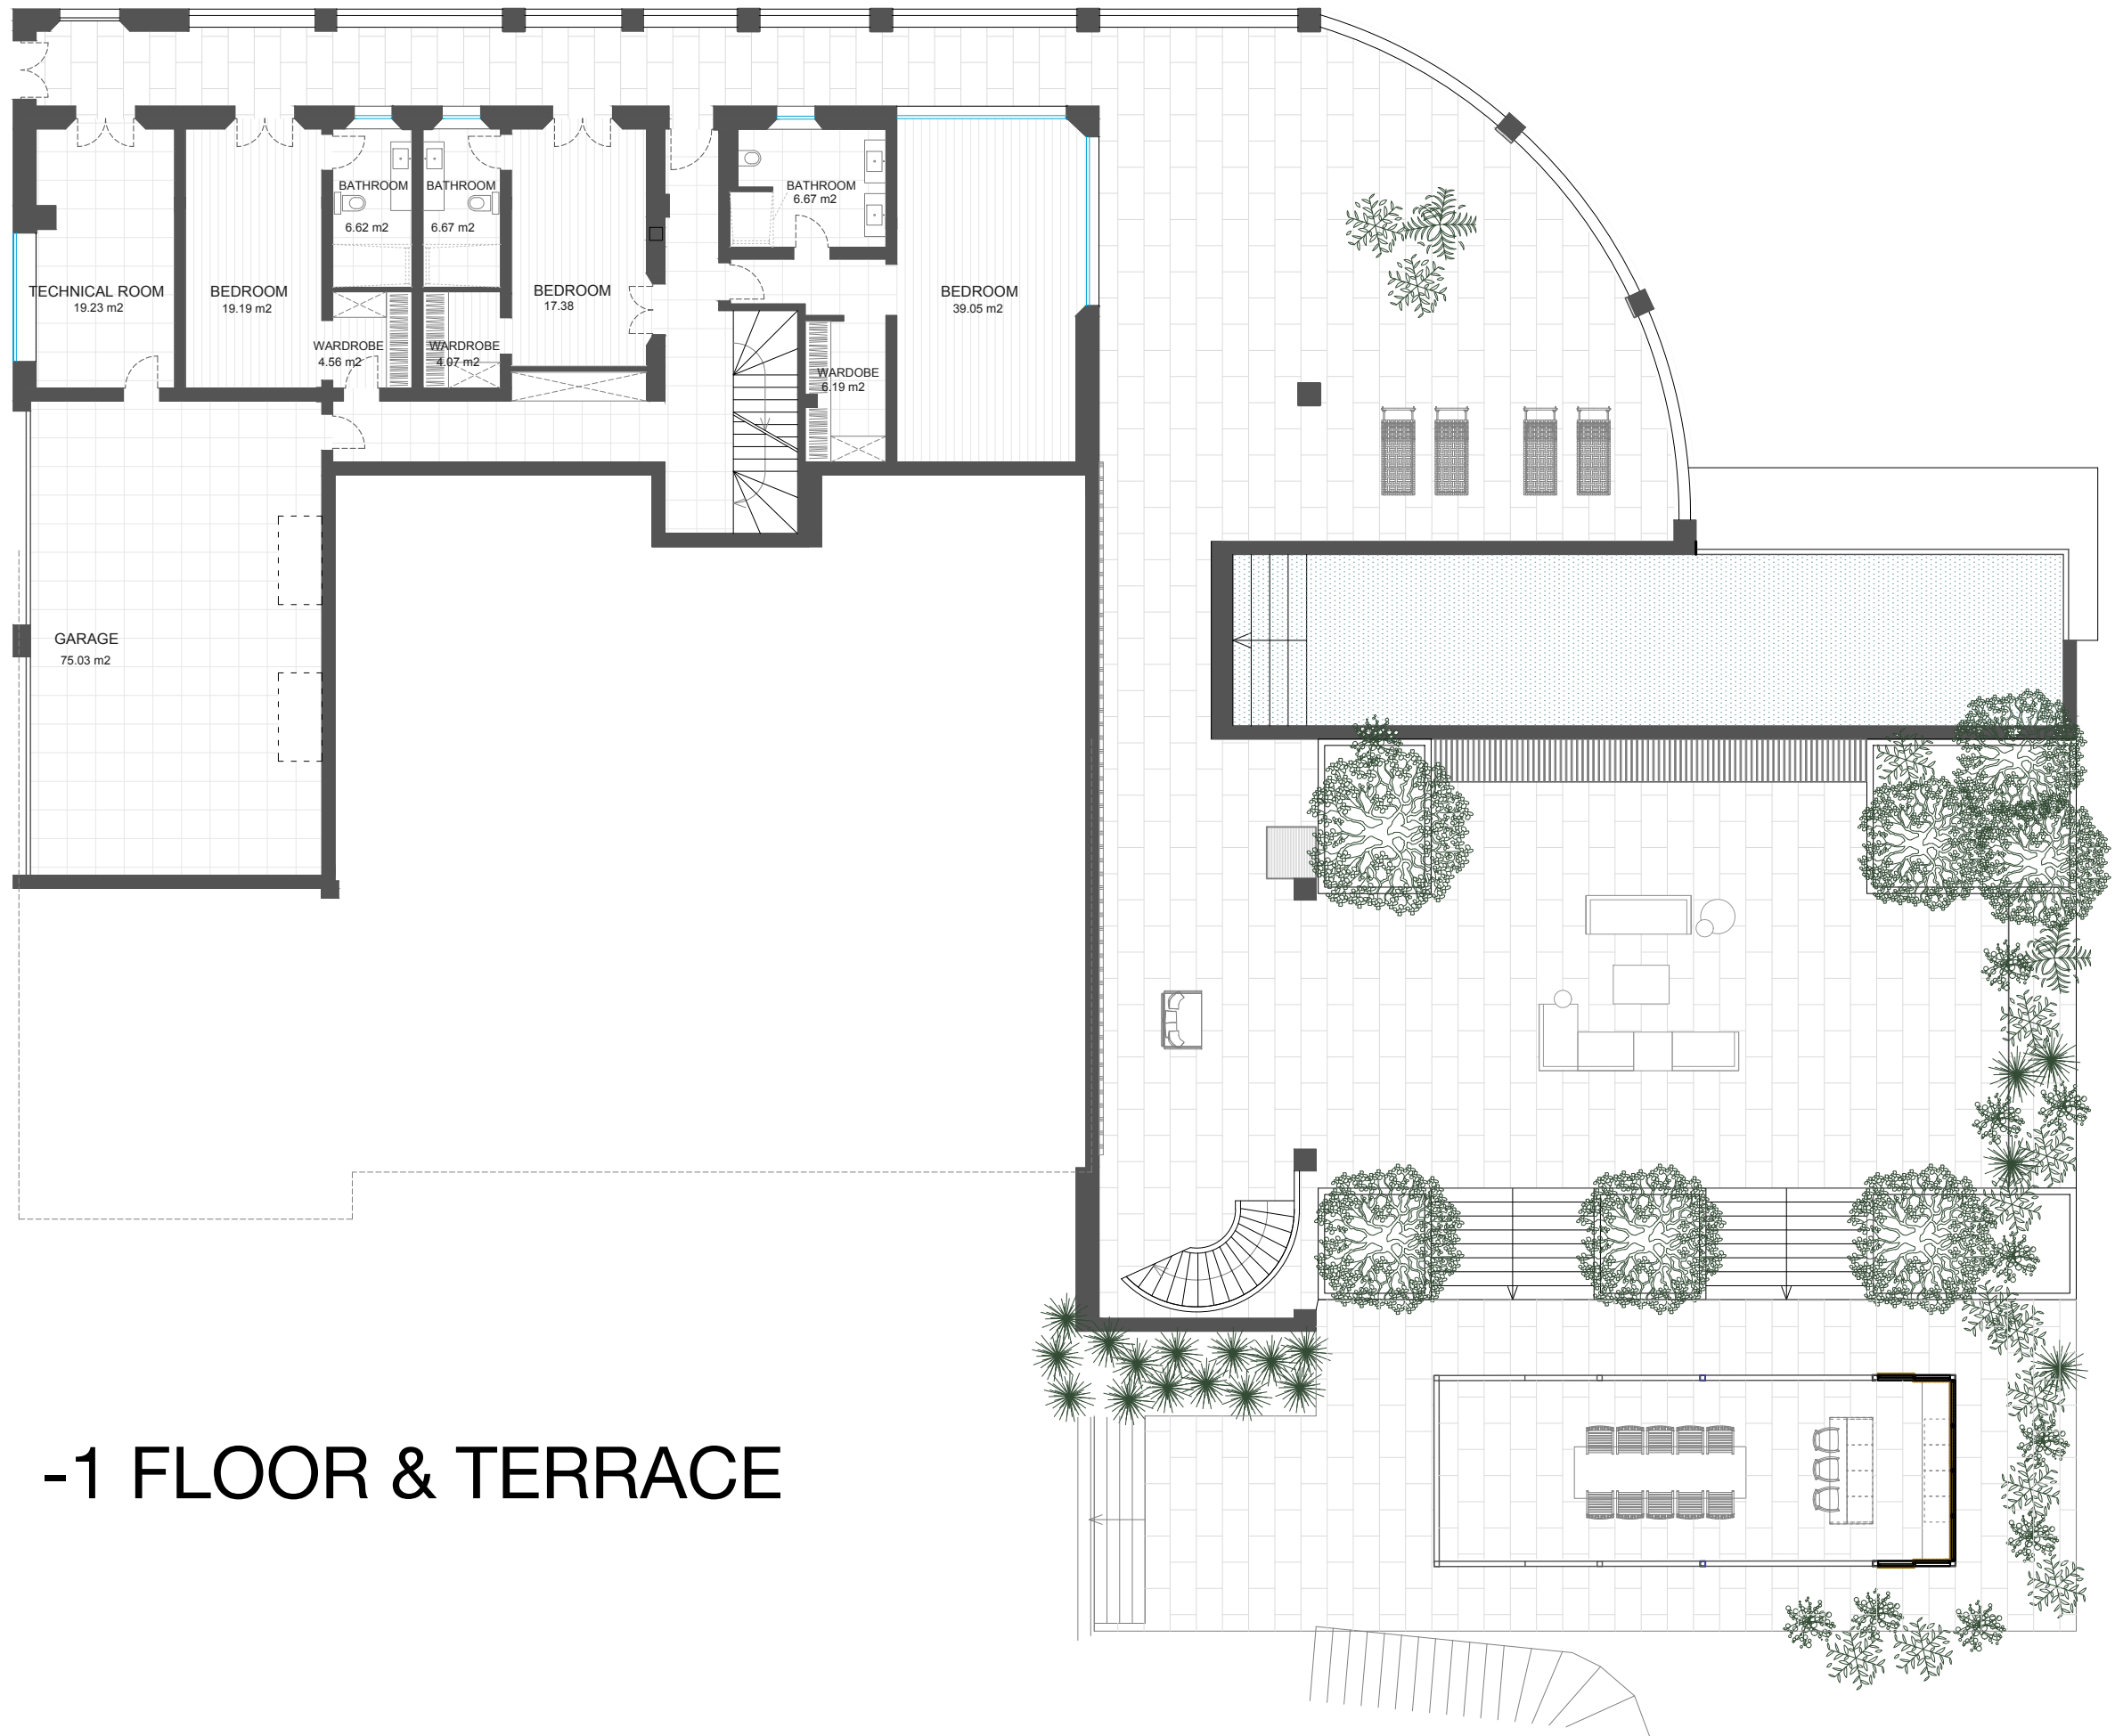 BATHROOM
6.62 m2
BATHROOM
6.67 m2
BATHROOM
6.67 m2
TECHNICAL ROOM
19.23 m2
BEDROOM
19.19 m2
BEDROOM
17.38
BEDROOM
39.05 m2
WARDROBE
4.56 m2
WARDROBE
4.07 m2
WARDOBE
6.19 m2
GARAGE
75.03 m2
-1 FLOOR & TERRACE